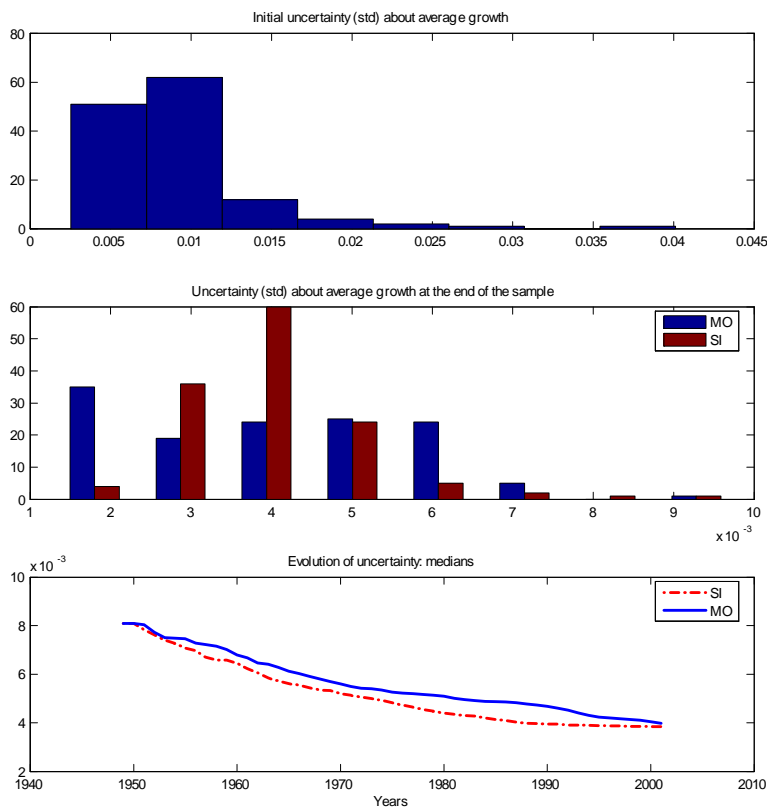 Initial uncertainty (std) about average growth
80
60
40
20
0
0 0.005 0.01 0.015 0.02 0.025 0.03 0.035 0.04 0.045
Uncertainty (std) about average growth at the end of the sample
60
50
40
30
20
10
0
MO
SI
1 2 3 4 5 6 7 8 9 10
x 10⁻³
x 10⁻³
Evolution of uncertainty: medians
10
8
6
4
2
SI
MO
1940 1950 1960 1970 1980 1990 2000 2010
Years